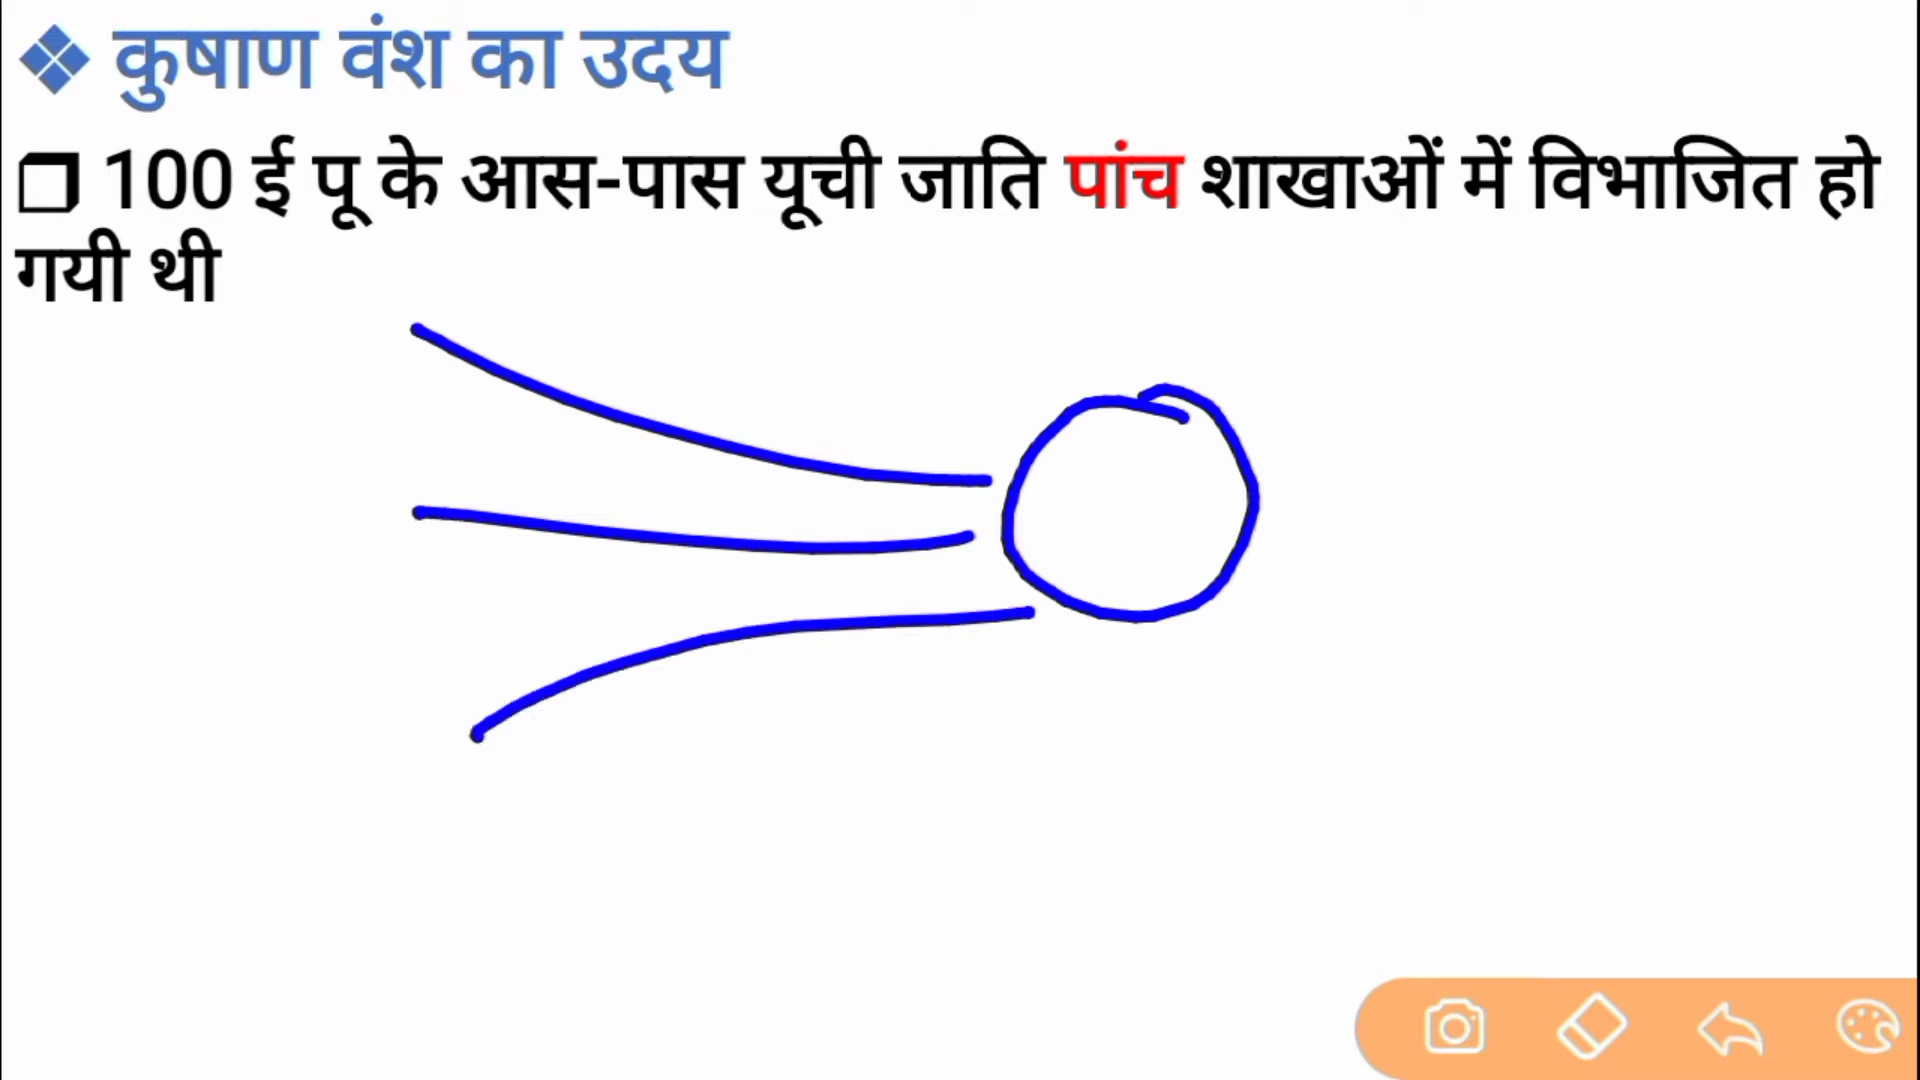 कुषाण वंश का उदय
100 ई पू के आस-पास यूची जाति पांच शाखाओं में विभाजित हो
गयी थी